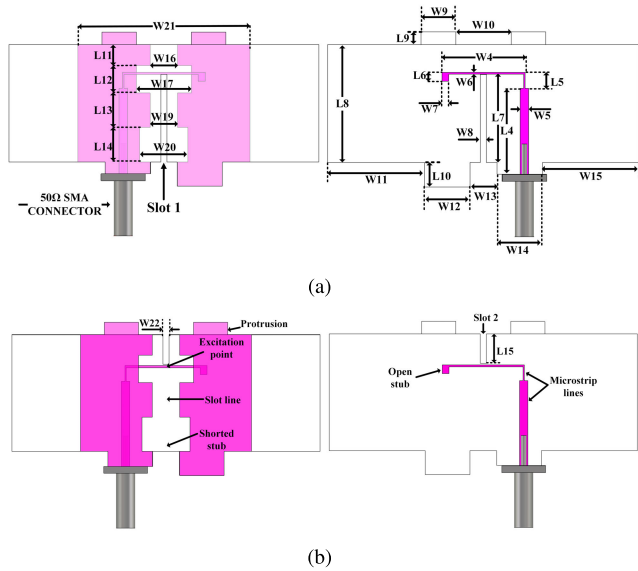 W21
W9
W10
L9
L11
W16
W4
L12
L6
W6
L5
W17
W7
L8
L13
W19
L7
L4
W5
W8
L14
W20
L10
W11
W13
W15
W12
50Ω SMA
CONNECTOR
Slot 1
W14
(a)
W22
Protrusion
Slot 2
Excitation
point
L15
Open
stub
Microstrip
lines
Slot line
Shorted
stub
(b)